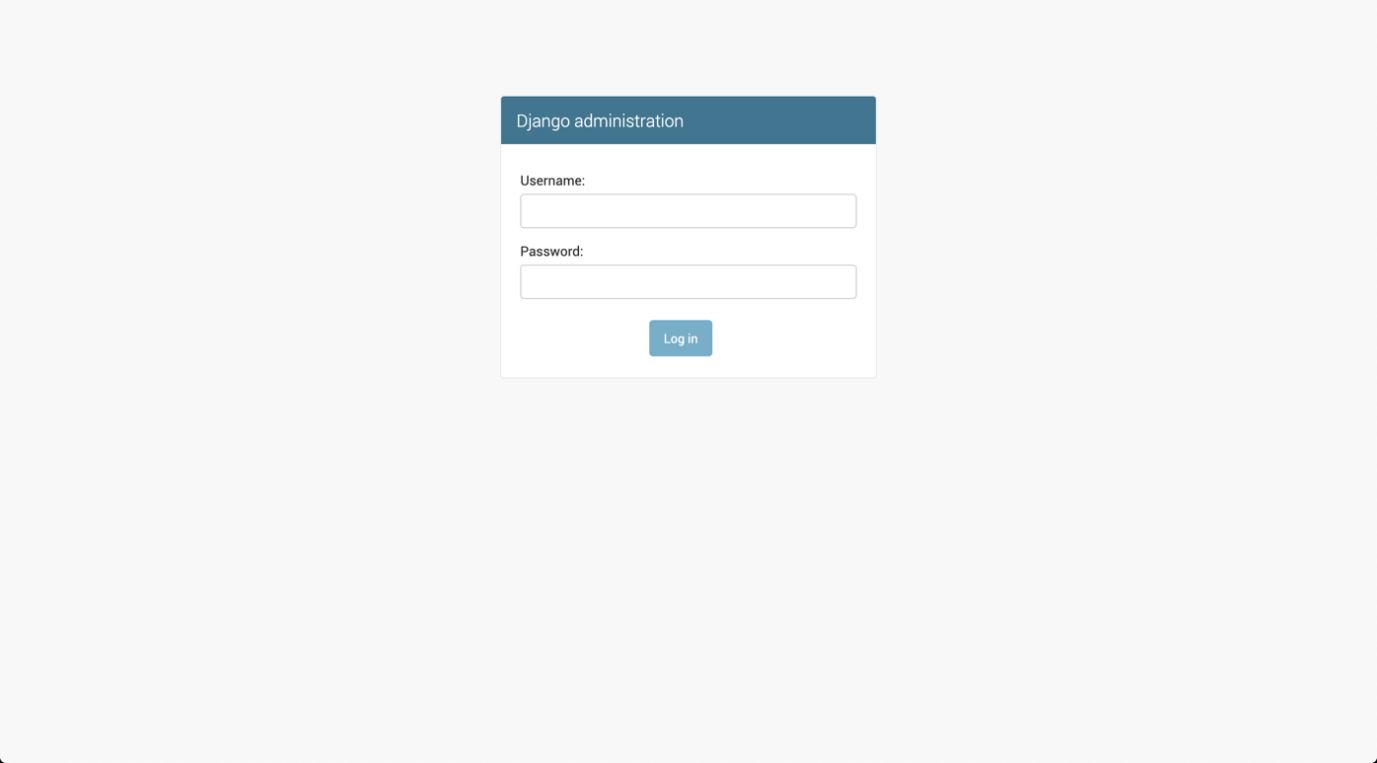 Django administration
Username:
Password:
Log in